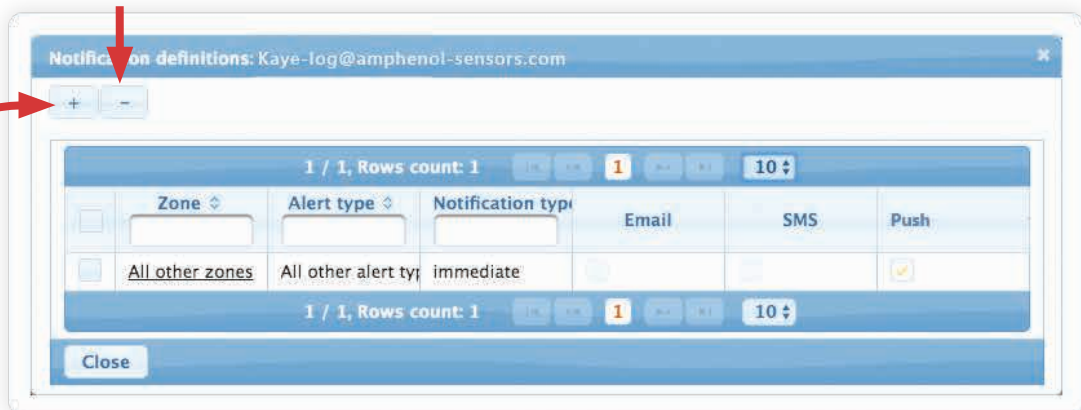 Notification definitions: Kaye-log@amphenol-sensors.com
+ -
1 / 1, Rows count: 1 1 10
Zone Alert type Notification type
Email SMS Push
All other zones All other alert typ immediate
1 / 1, Rows count: 1 1 10
Close